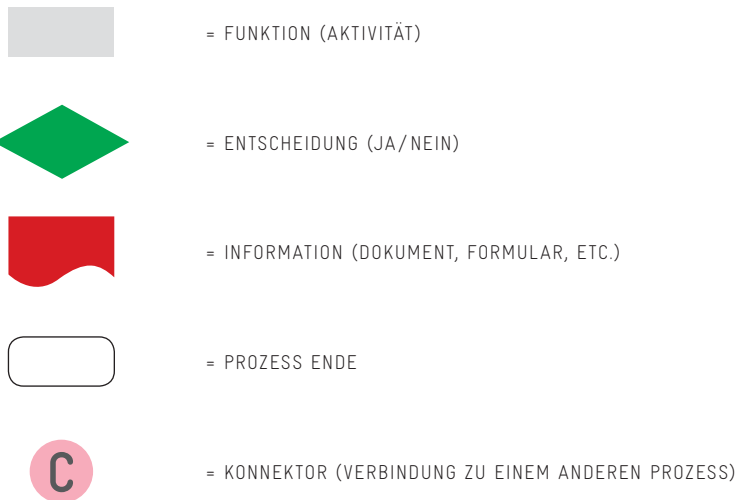 = FUNKTION (AKTIVITÄT)
= ENTSCHEIDUNG (JA/NEIN)
= INFORMATION (DOKUMENT, FORMULAR, ETC.)
= PROZESS ENDE
C = KONNEKTOR (VERBINDUNG ZU EINEM ANDEREN PROZESS)